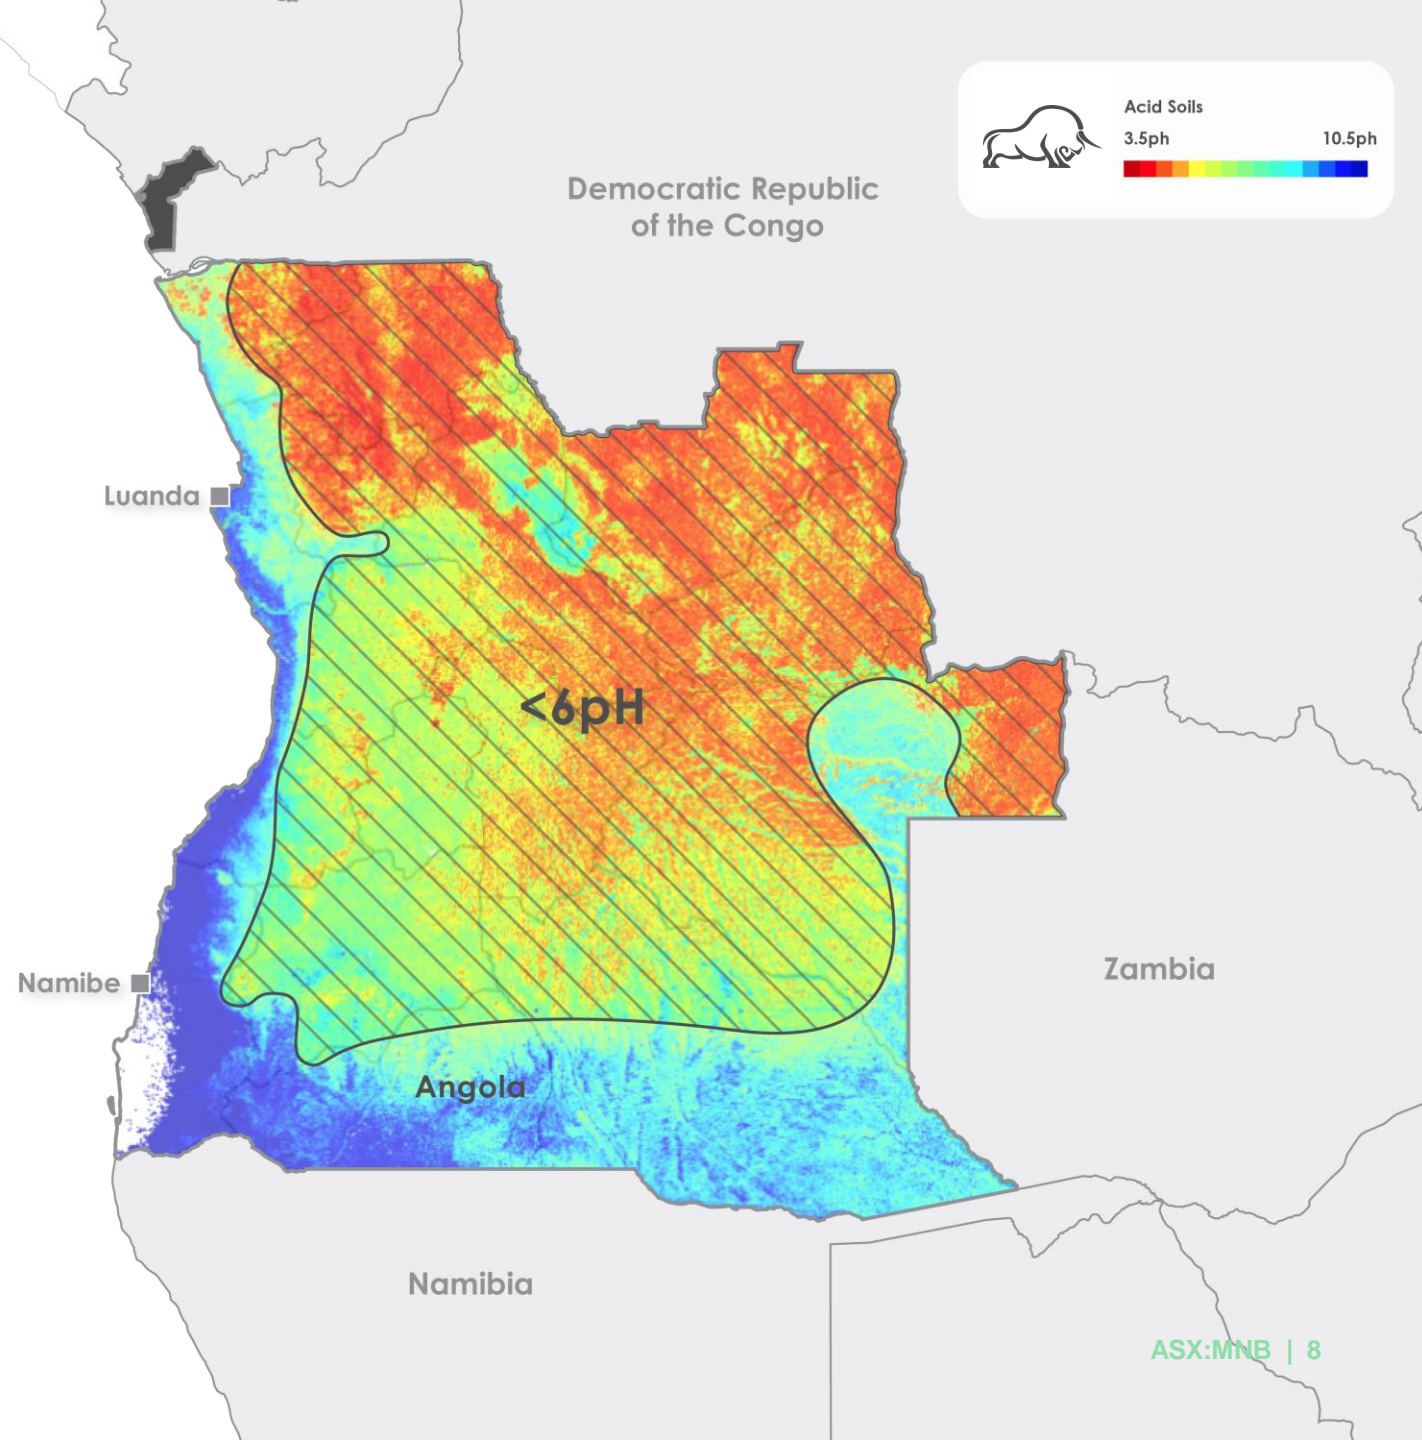 Acid Soils
3.5ph 10.5ph
Democratic Republic
of the Congo
Luanda
<6pH
Namibe
Zambia
Angola
Namibia
ASX:MNB | 8